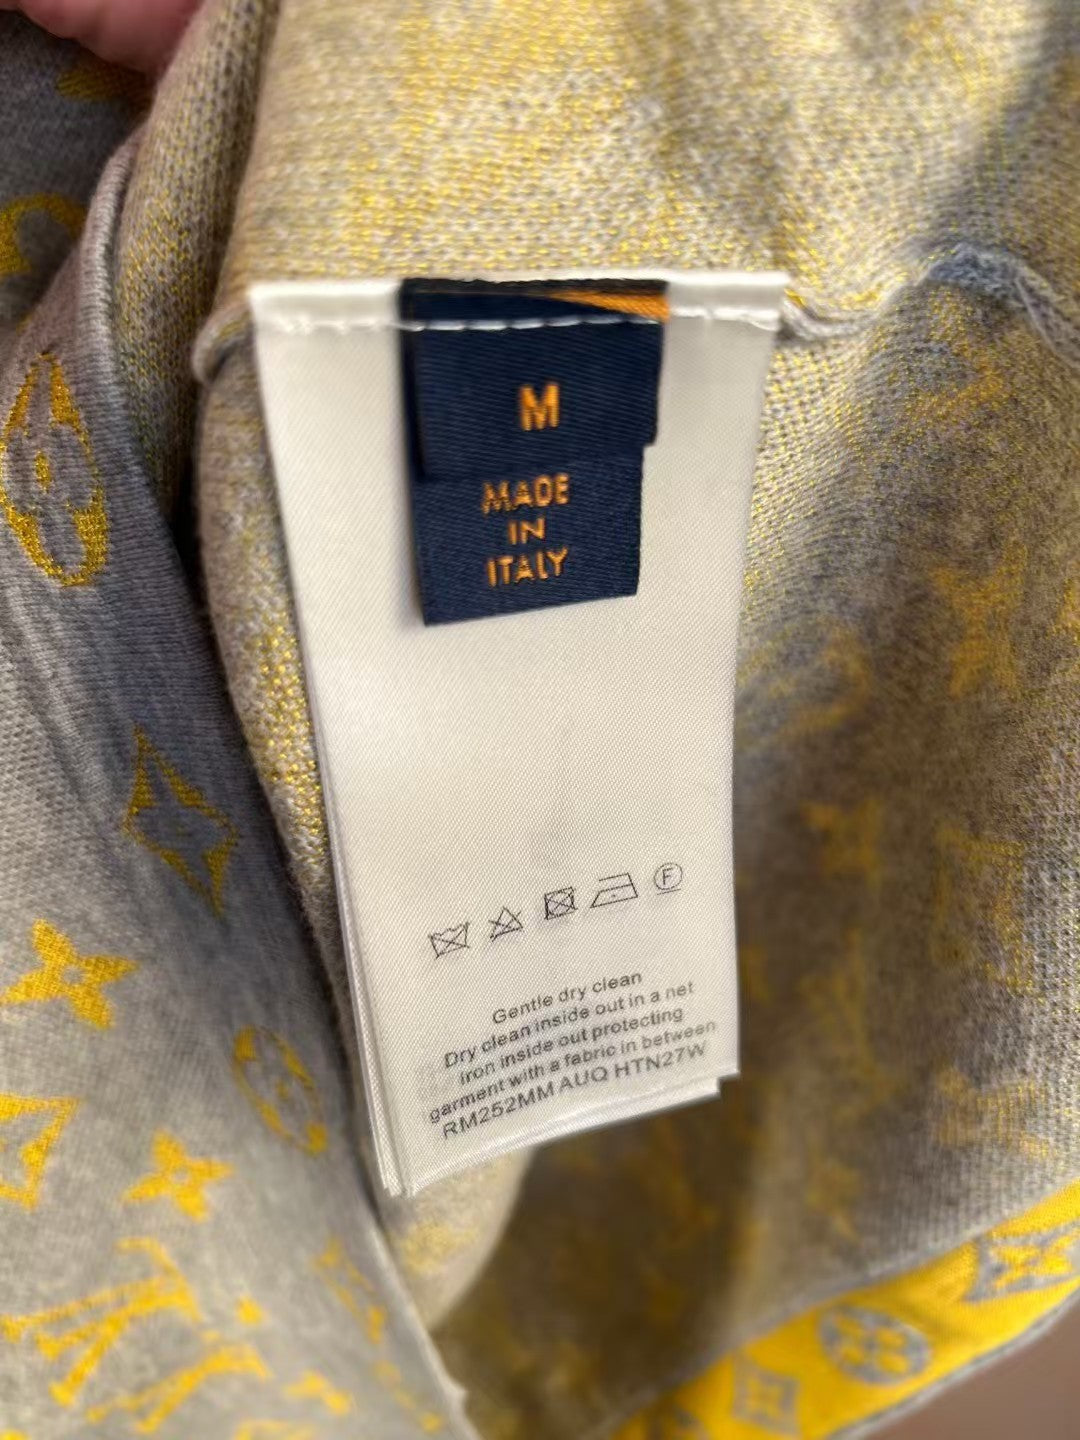 M
MADE
IN
ITALY
F
Gentle dry clean
Dry clean inside out in a net
iron inside out protecting
garment with a fabric in between
RM252MM AUQ HTN27W